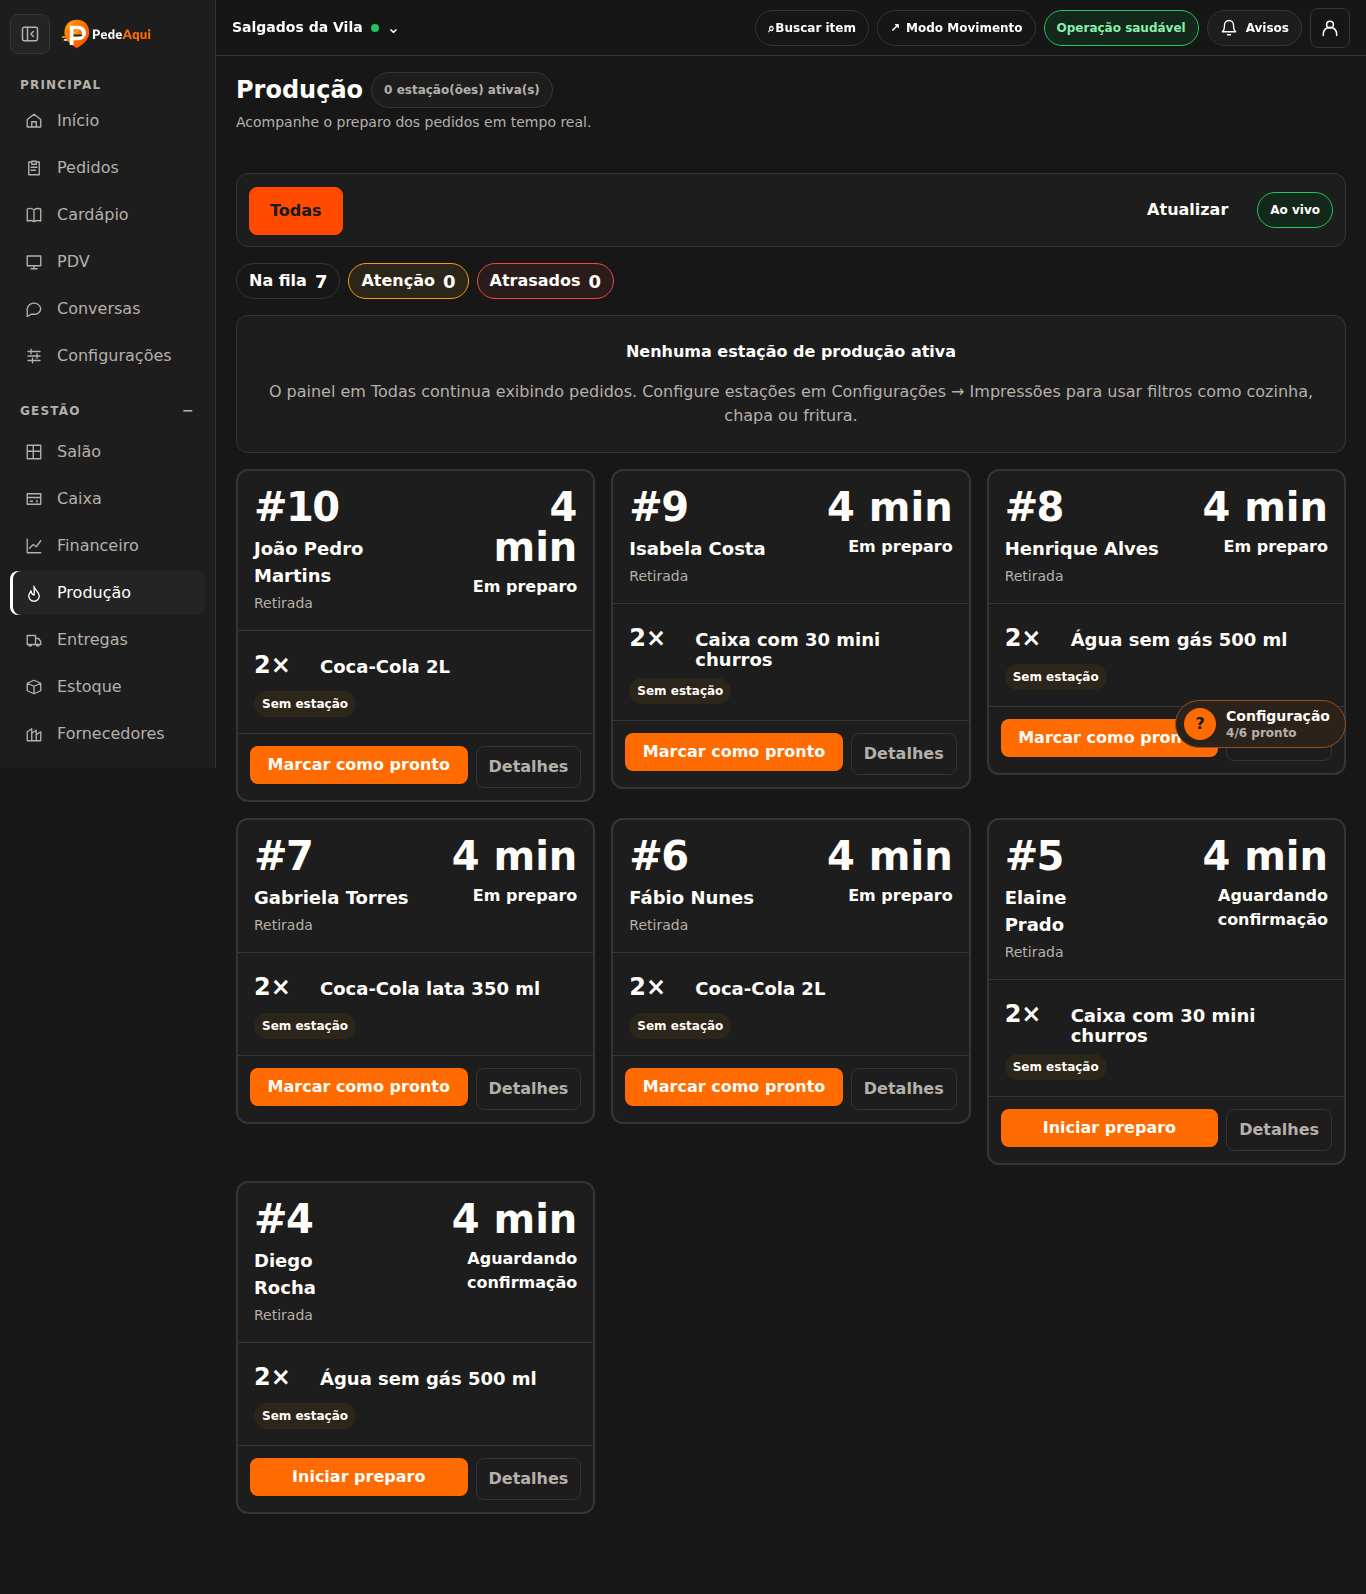 PedeAqui
PRINCIPAL
Início
Pedidos
Cardápio
PDV
Conversas
Configurações
GESTÃO
Salão
Caixa
Financeiro
Produção
Entregas
Estoque
Fornecedores
Salgados da Vila
Buscar item
Modo Movimento
Operação saudável
Avisos
Produção
0 estação(ões) ativa(s)
Acompanhe o preparo dos pedidos em tempo real.
Todas
Atualizar
Ao vivo
Na fila 7
Atenção 0
Atrasados 0
Nenhuma estação de produção ativa
O painel em Todas continua exibindo pedidos. Configure estações em Configurações → Impressões para usar filtros como cozinha,
chapa ou fritura.
#10
4
min
João Pedro
Martins
Em preparo
Retirada
2× Coca-Cola 2L
Sem estação
Marcar como pronto
Detalhes
#9
4 min
Isabela Costa
Em preparo
Retirada
2× Caixa com 30 mini
churros
Sem estação
Marcar como pronto
Detalhes
#8
4 min
Henrique Alves
Em preparo
Retirada
2× Água sem gás 500 ml
Sem estação
Marcar como pron
?
Configuração
4/6 pronto
#7
4 min
Gabriela Torres
Em preparo
Retirada
2× Coca-Cola lata 350 ml
Sem estação
Marcar como pronto
Detalhes
#6
4 min
Fábio Nunes
Em preparo
Retirada
2× Coca-Cola 2L
Sem estação
Marcar como pronto
Detalhes
#5
4 min
Elaine
Prado
Aguardando
confirmação
Retirada
2× Caixa com 30 mini
churros
Sem estação
Iniciar preparo
Detalhes
#4
4 min
Diego
Rocha
Aguardando
confirmação
Retirada
2× Água sem gás 500 ml
Sem estação
Iniciar preparo
Detalhes